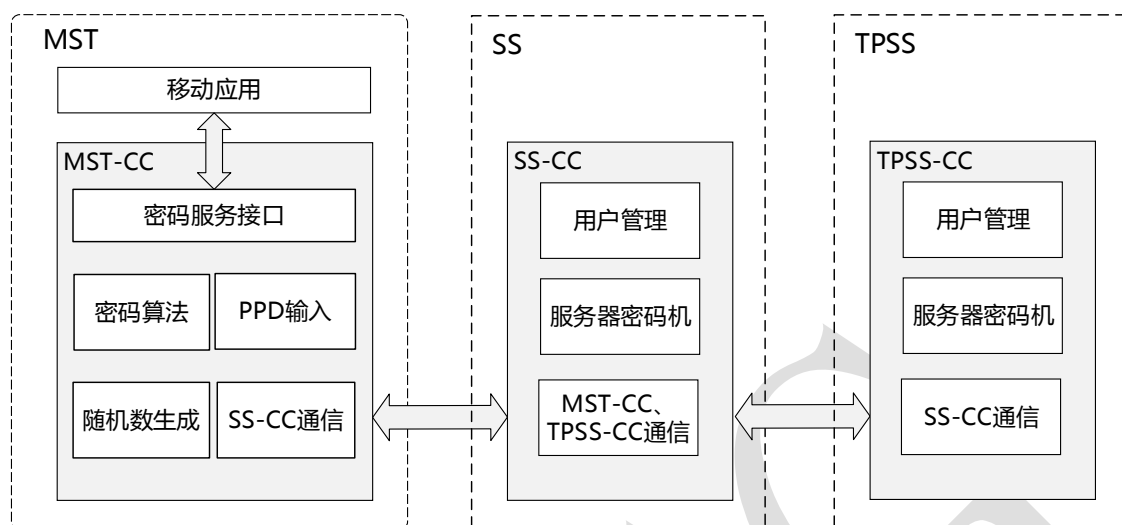 MST
移动应用
MST-CC
密码服务接口
密码算法
PPD输入
随机数生成
SS-CC通信
SS
SS-CC
用户管理
服务器密码机
MST-CC、
TPSS-CC通信
TPSS
TPSS-CC
用户管理
服务器密码机
SS-CC通信